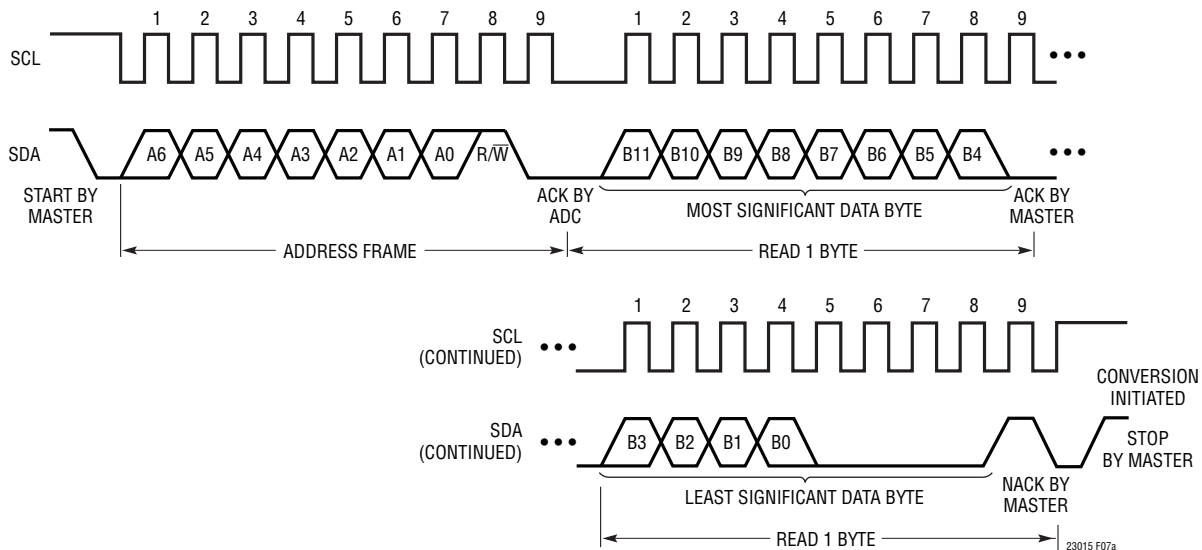 1 2 3 4 5 6 7 8 9 1 2 3 4 5 6 7 8 9
SCL
SDA
A6 A5 A4 A3 A2 A1 A0 R/W̅ B11 B10 B9 B8 B7 B6 B5 B4
START BY
MASTER
ACK BY
ADC
MOST SIGNIFICANT DATA BYTE
ACK BY
MASTER
ADDRESS FRAME
READ 1 BYTE
1 2 3 4 5 6 7 8 9
SCL
(CONTINUED)
CONVERSION
INITIATED
SDA
(CONTINUED)
B3 B2 B1 B0
STOP
BY MASTER
LEAST SIGNIFICANT DATA BYTE
NACK BY
MASTER
READ 1 BYTE
23015 F07a